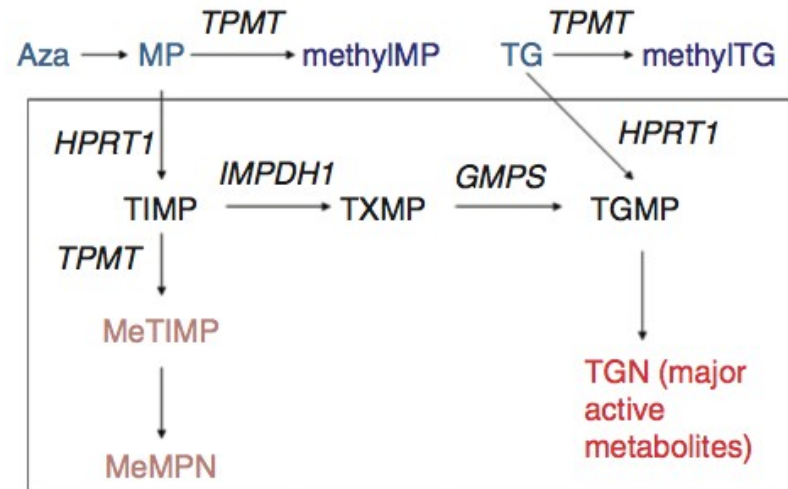 TPMT
TPMT
Aza MP methylMP TG methylTG
HPRT1
HPRT1
IMPDH1 GMPS
TIMP TXMP TGMP
TPMT
MeTIMP
TGN (major
active
metabolites)
MeMPN